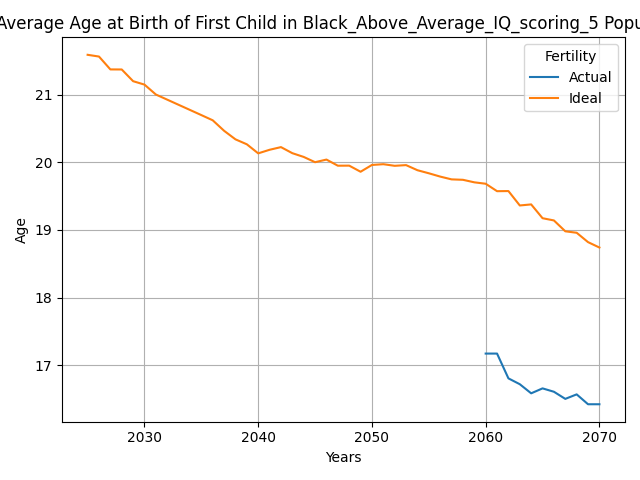 Average Age at Birth of First Child in Black_Above_Average_IQ_scoring_5 Popu
Fertility
Actual
Ideal
21
20
19
18
17
Age
2030 2040 2050 2060 2070
Years